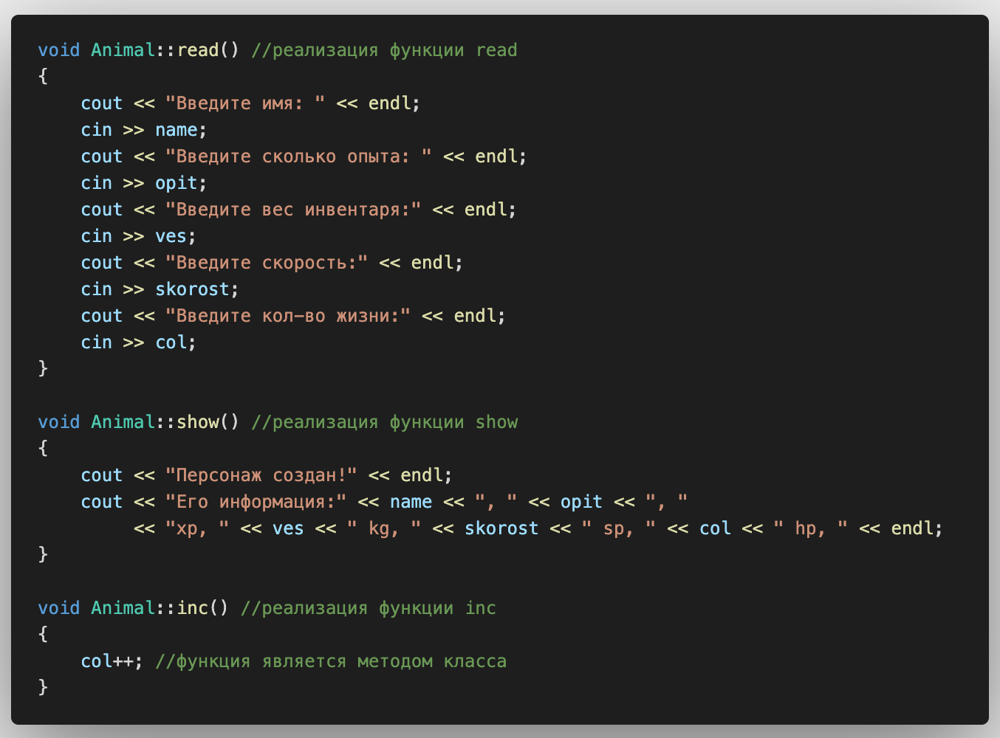 void Animal::read() //реализация функции read
{
    cout << "Введите имя: " << endl;
    cin >> name;
    cout << "Введите сколько опыта: " << endl;
    cin >> opit;
    cout << "Введите вес инвентаря:" << endl;
    cin >> ves;
    cout << "Введите скорость:" << endl;
    cin >> skorost;
    cout << "Введите кол-во жизни:" << endl;
    cin >> col;
}

void Animal::show() //реализация функции show
{
    cout << "Персонаж создан!" << endl;
    cout << "Его информация:" << name << ", " << opit << ", "
         << "xp, " << ves << " kg, " << skorost << " sp, " << col << " hp, " << endl;
}

void Animal::inc() //реализация функции inc
{
    col++; //функция является методом класса
}